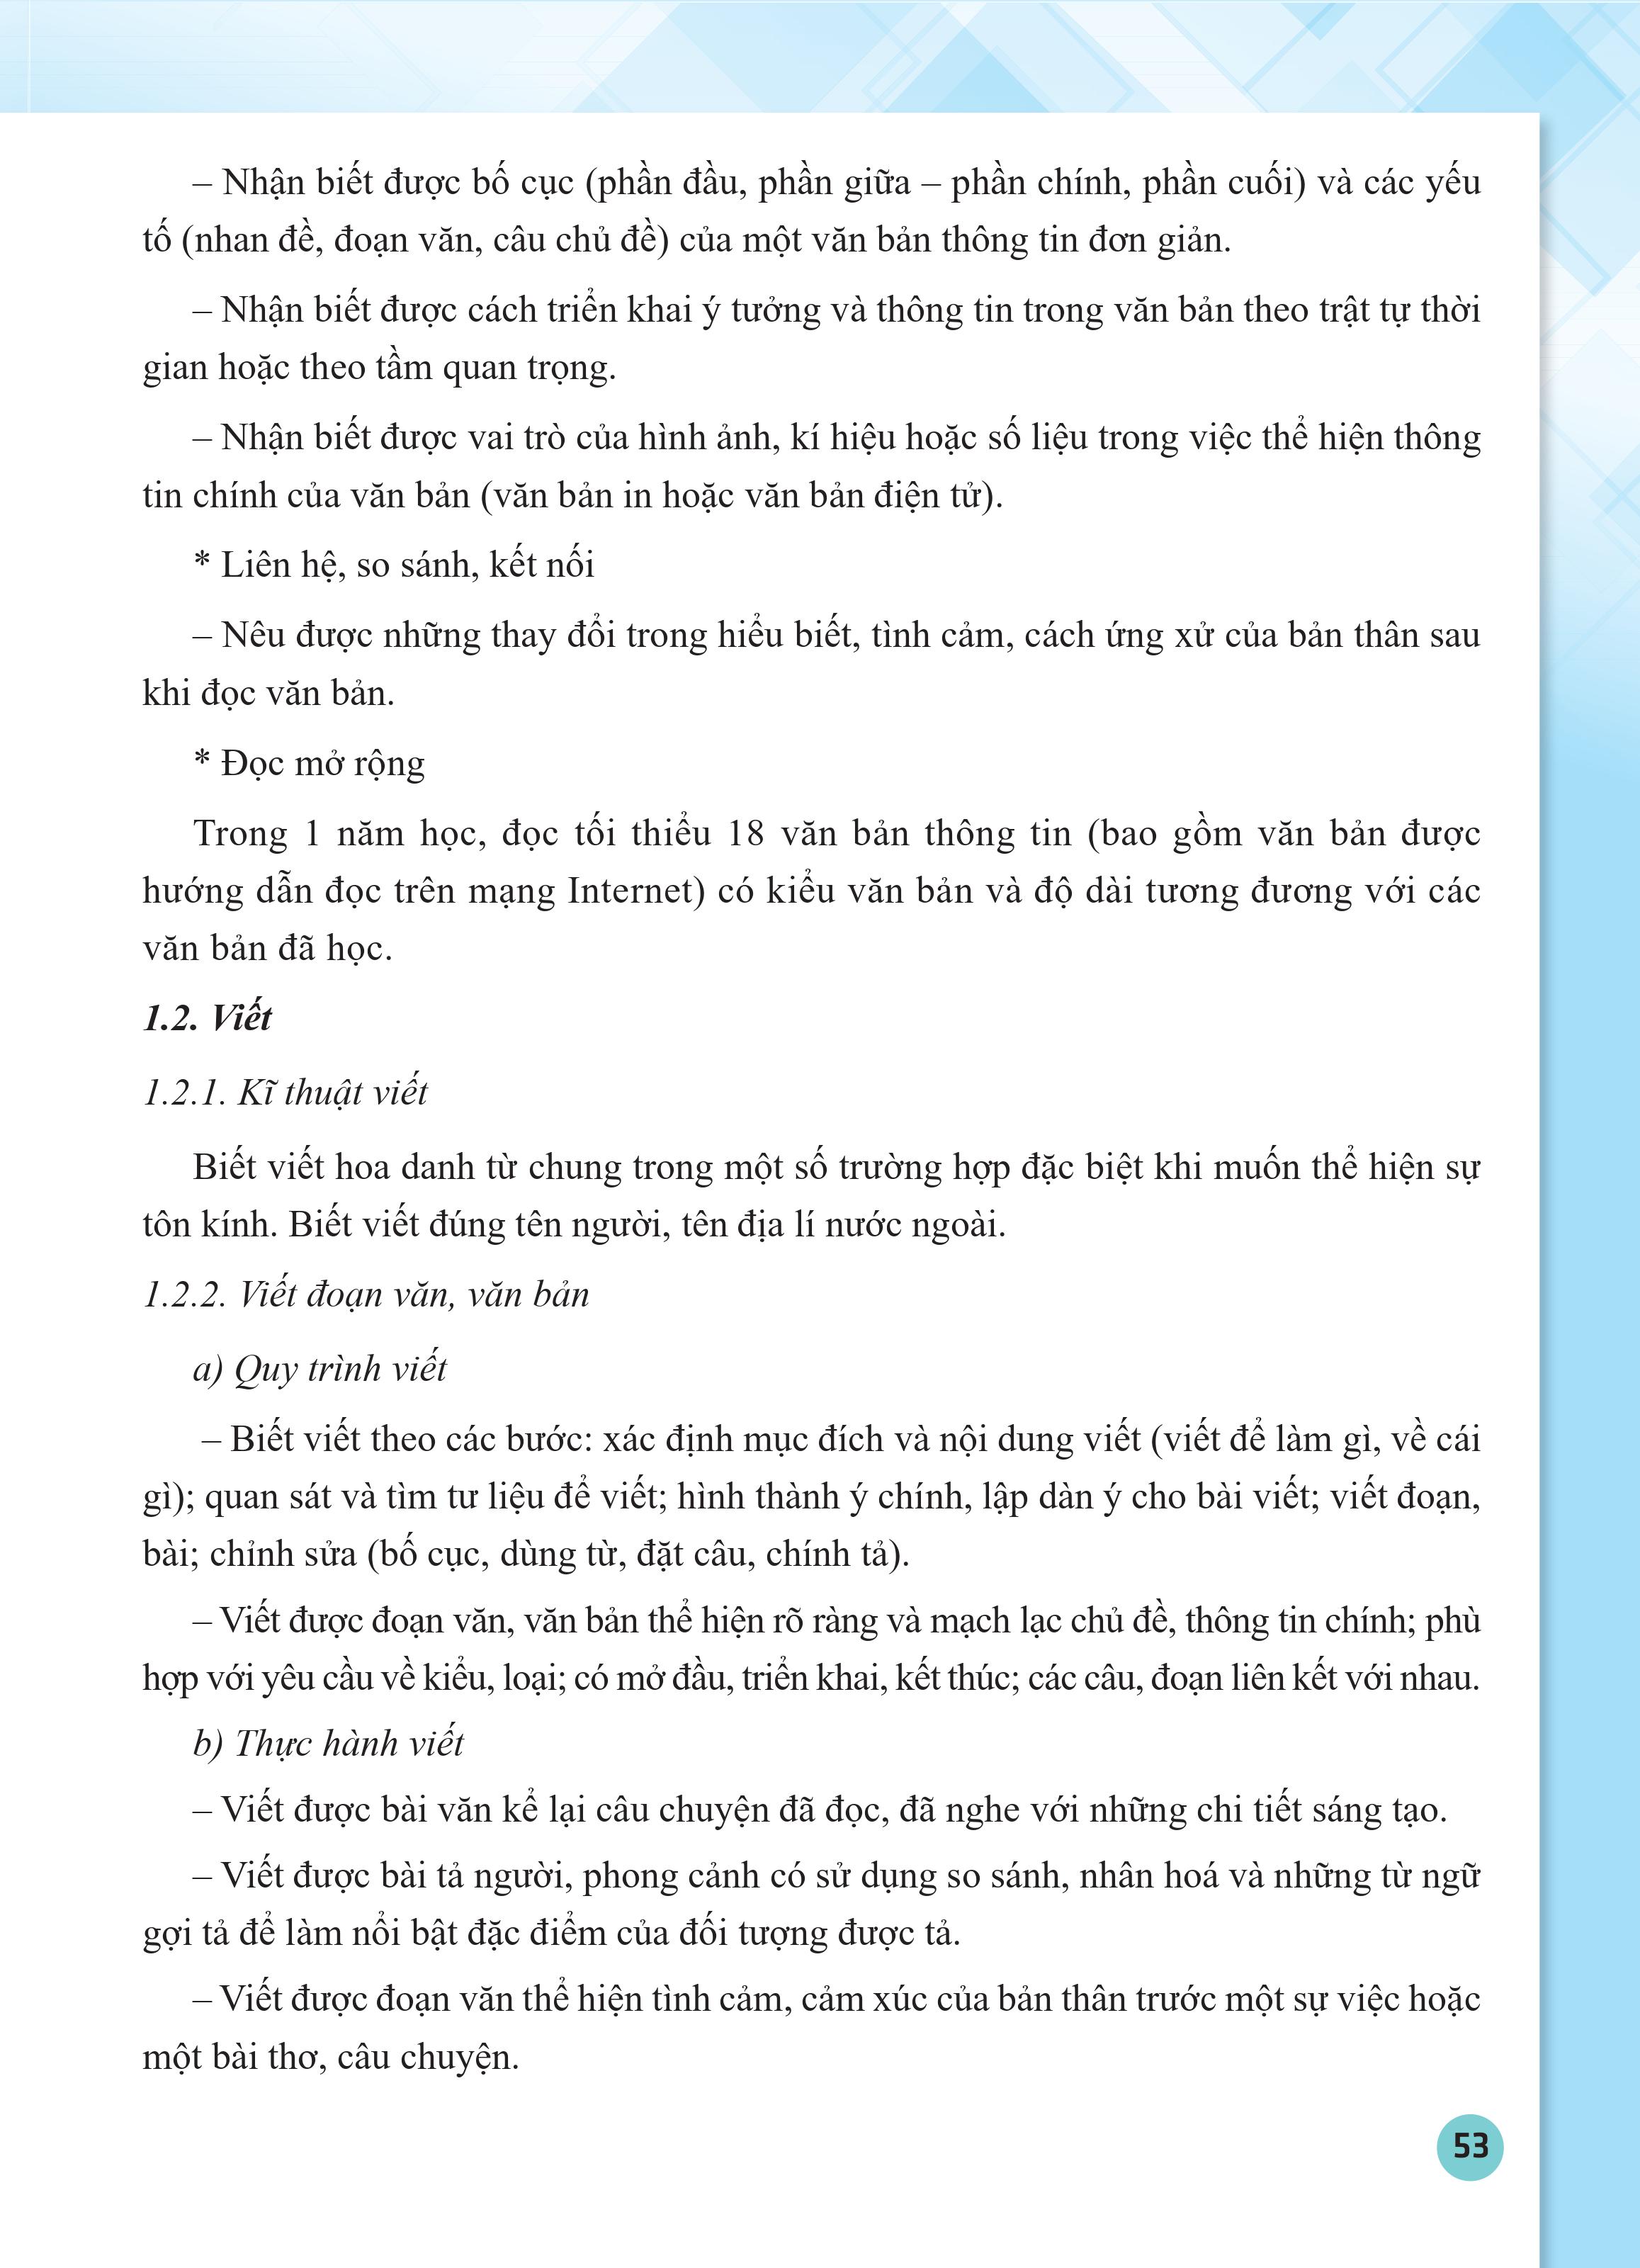 – Nhận biết được bố cục (phần đầu, phần giữa – phần chính, phần cuối) và các yếu
tố (nhan đề, đoạn văn, câu chủ đề) của một văn bản thông tin đơn giản.
– Nhận biết được cách triển khai ý tưởng và thông tin trong văn bản theo trật tự thời
gian hoặc theo tầm quan trọng.
– Nhận biết được vai trò của hình ảnh, kí hiệu hoặc số liệu trong việc thể hiện thông
tin chính của văn bản (văn bản in hoặc văn bản điện tử).
* Liên hệ, so sánh, kết nối
– Nêu được những thay đổi trong hiểu biết, tình cảm, cách ứng xử của bản thân sau
khi đọc văn bản.
* Đọc mở rộng
Trong 1 năm học, đọc tối thiểu 18 văn bản thông tin (bao gồm văn bản được
hướng dẫn đọc trên mạng Internet) có kiểu văn bản và độ dài tương đương với các
văn bản đã học.
1.2. Viết
1.2.1. Kĩ thuật viết
Biết viết hoa danh từ chung trong một số trường hợp đặc biệt khi muốn thể hiện sự
tôn kính. Biết viết đúng tên người, tên địa lí nước ngoài.
1.2.2. Viết đoạn văn, văn bản
a) Quy trình viết
– Biết viết theo các bước: xác định mục đích và nội dung viết (viết để làm gì, về cái
gì); quan sát và tìm tư liệu để viết; hình thành ý chính, lập dàn ý cho bài viết; viết đoạn,
bài; chỉnh sửa (bố cục, dùng từ, đặt câu, chính tả).
– Viết được đoạn văn, văn bản thể hiện rõ ràng và mạch lạc chủ đề, thông tin chính; phù
hợp với yêu cầu về kiểu, loại; có mở đầu, triển khai, kết thúc; các câu, đoạn liên kết với nhau.
b) Thực hành viết
– Viết được bài văn kể lại câu chuyện đã đọc, đã nghe với những chi tiết sáng tạo.
– Viết được bài tả người, phong cảnh có sử dụng so sánh, nhân hoá và những từ ngữ
gợi tả để làm nổi bật đặc điểm của đối tượng được tả.
– Viết được đoạn văn thể hiện tình cảm, cảm xúc của bản thân trước một sự việc hoặc
một bài thơ, câu chuyện.
53